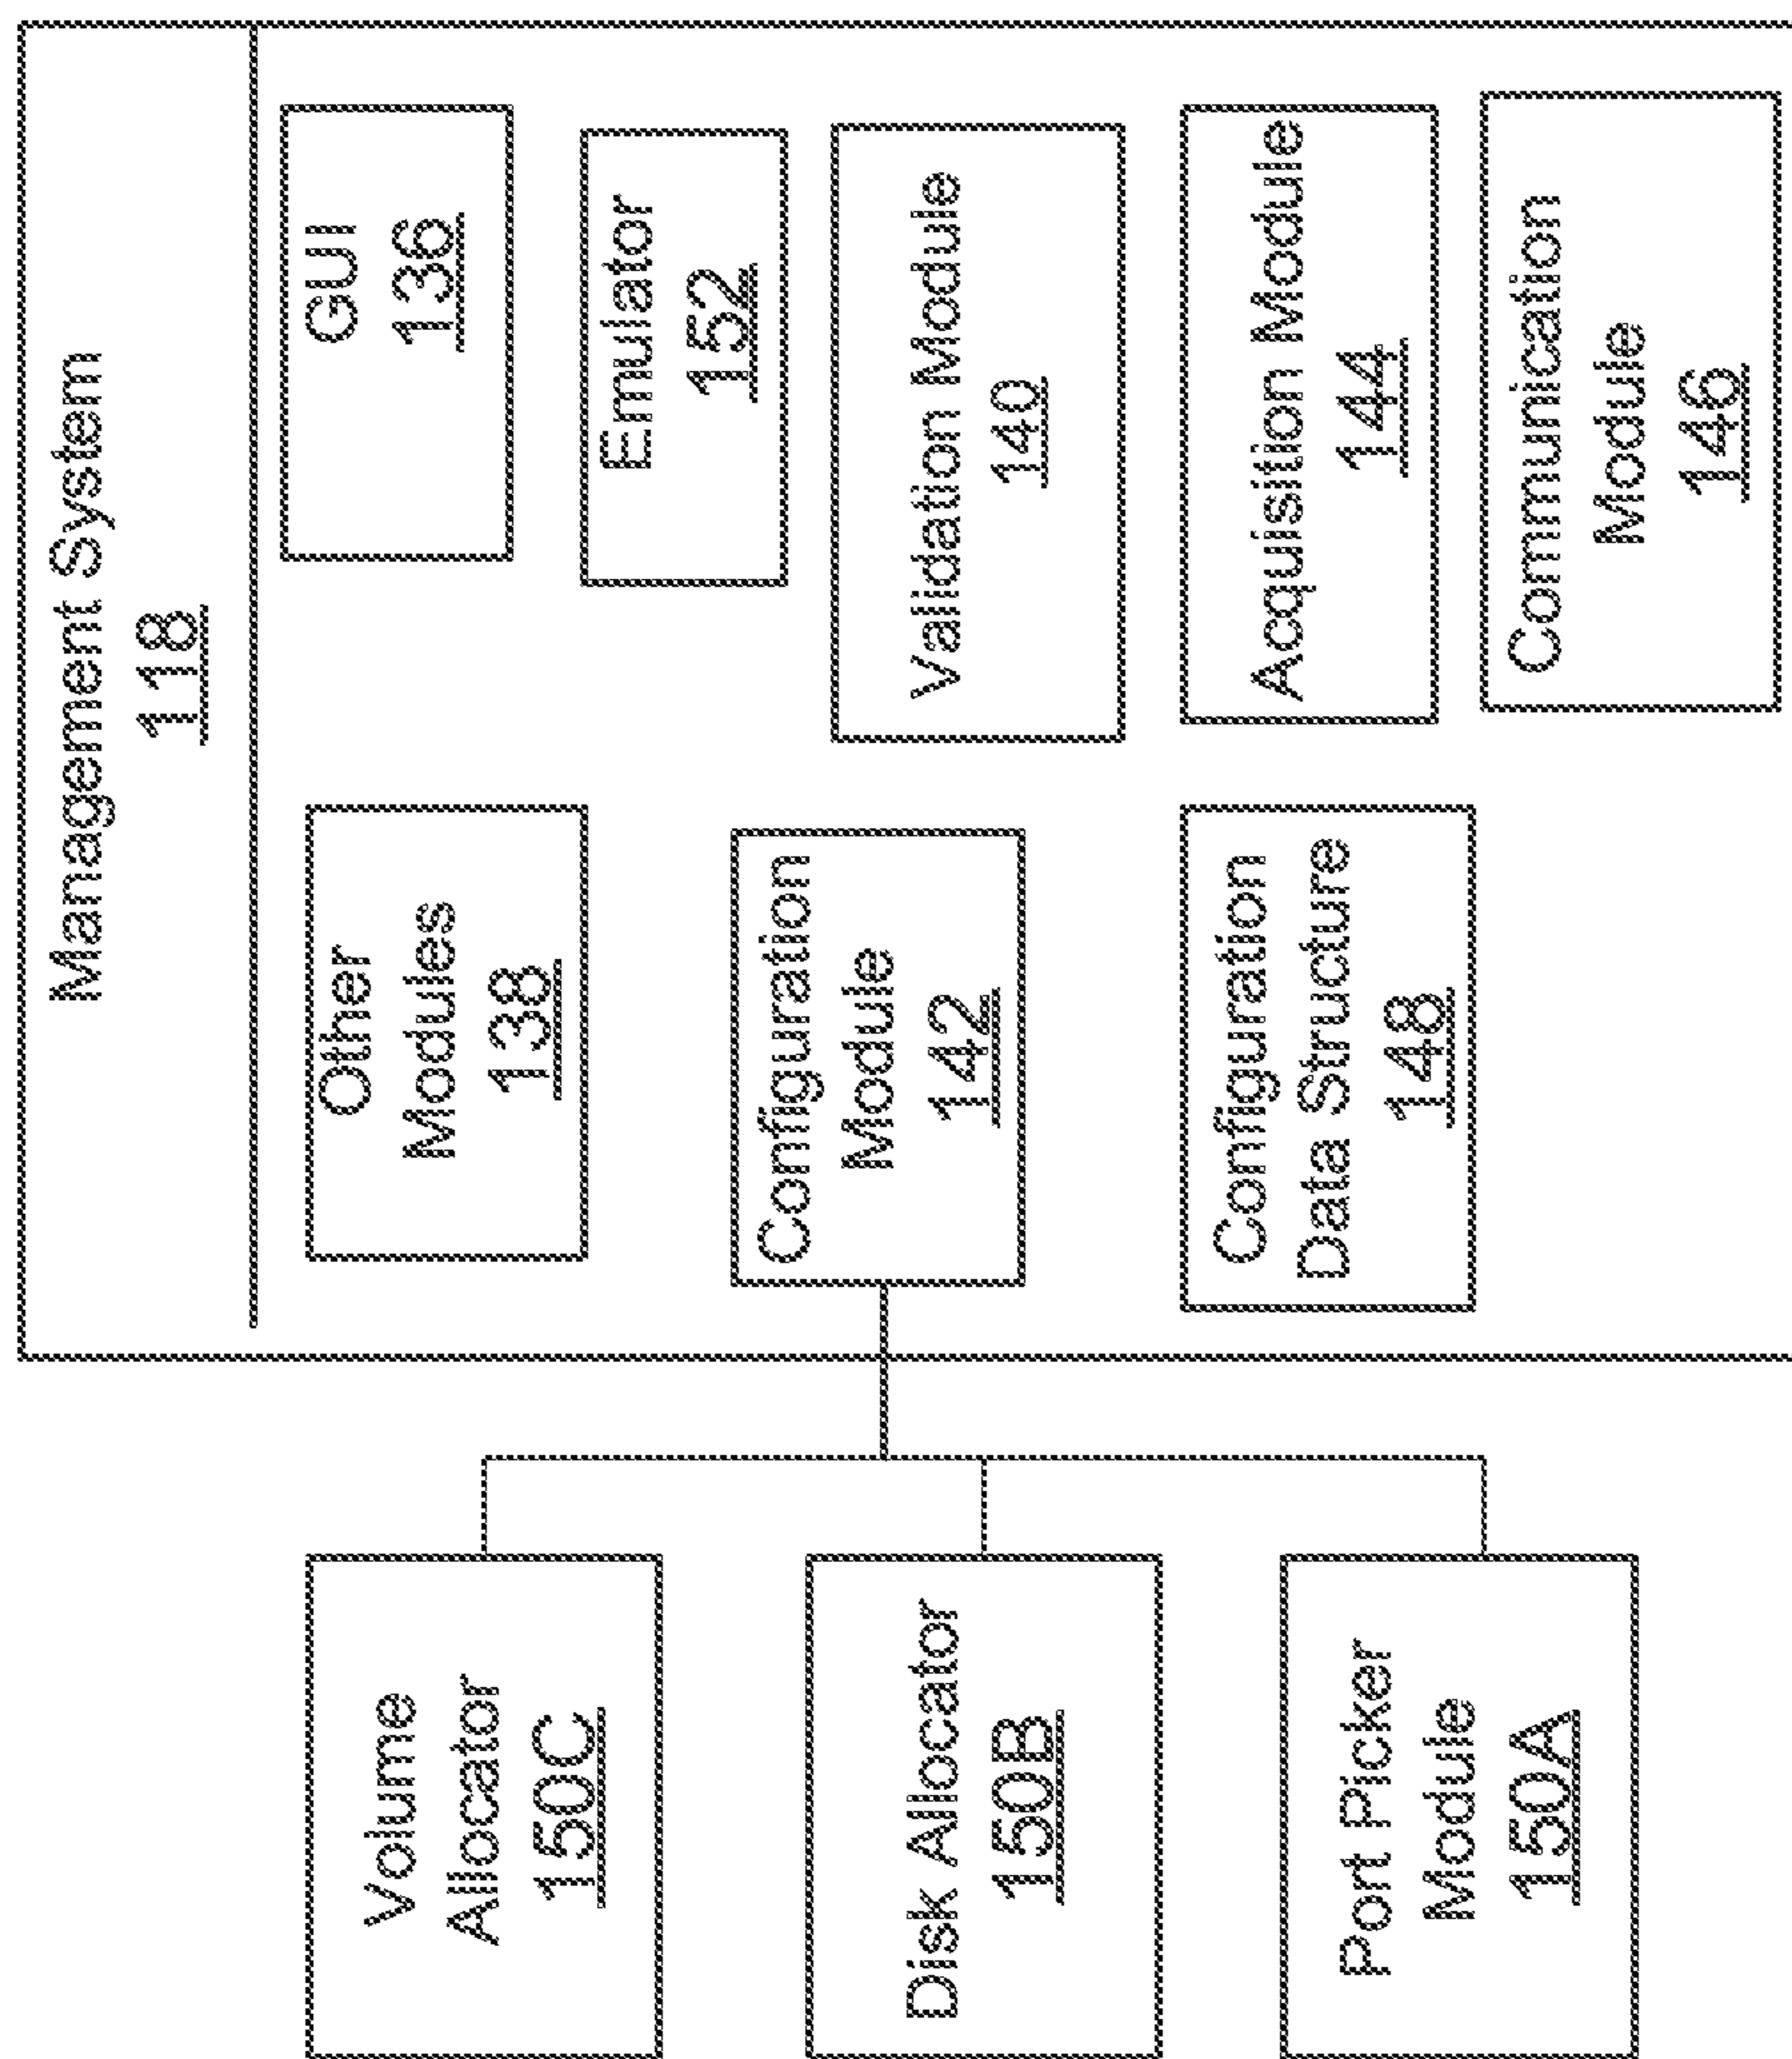 Management System
118
Volume
Allocator
150C
Other
Modules
138
GUI
136
Emulator
152
Disk Allocator
150B
Configuration
Module
142
Validation Module
140
Port Picker
Module
150A
Configuration
Data Structure
148
Acquisition Module
144
Communication
Module
146